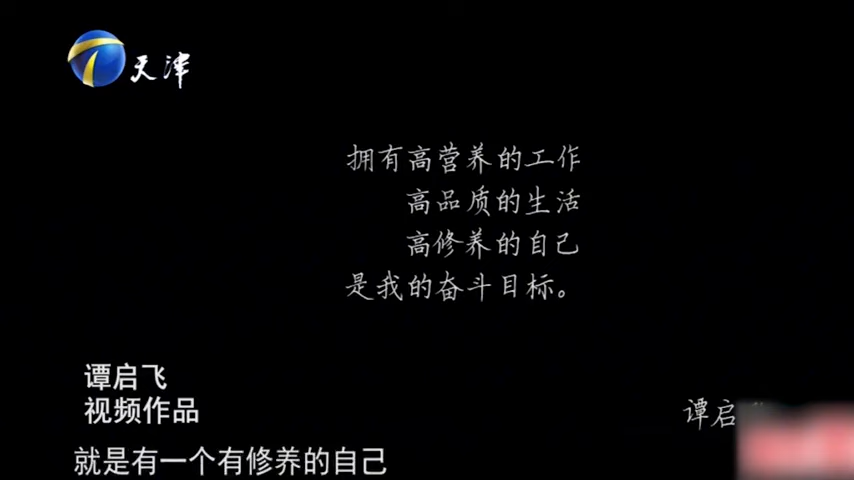 天津
拥有高营养的工作
高品质的生活
高修养的自己
是我的奋斗目标。
谭启飞
视频作品
谭启
就是有一个有修养的自己